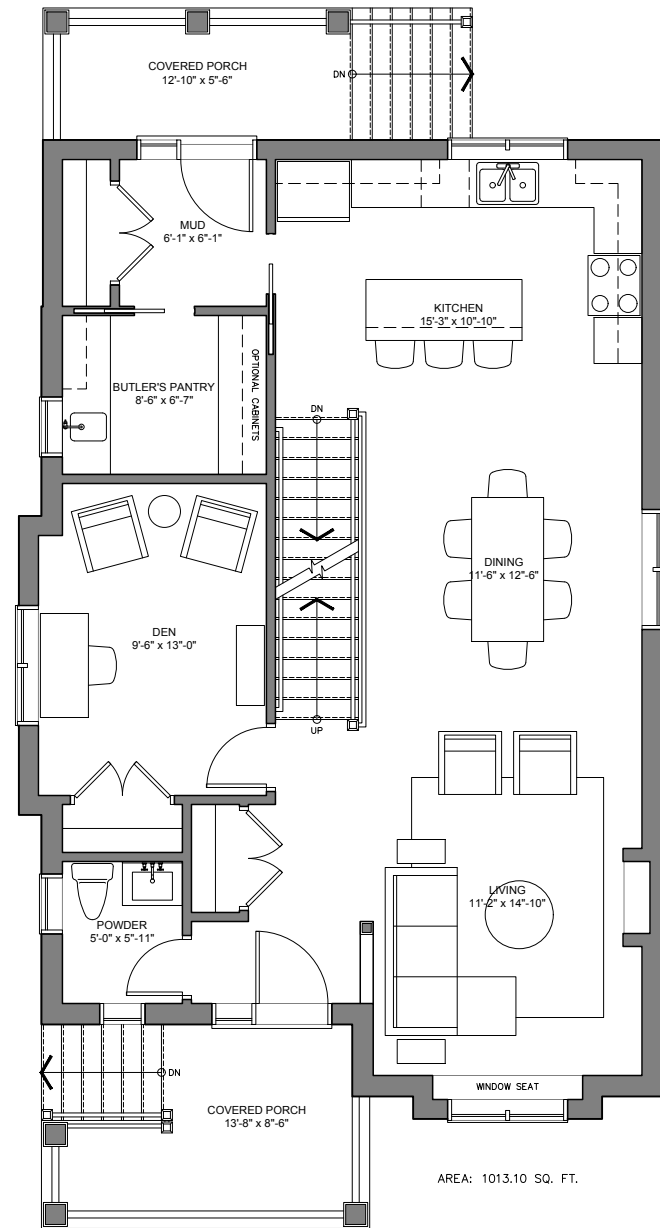 COVERED PORCH
12'-10" x 5"-6"
DN
MUD
6'-1" x 6"-1"
KITCHEN
15'-3" x 10"-10"
OPTIONAL CABINETS
BUTLER'S PANTRY
8'-6" x 6"-7"
DN
DINING
11'-6" x 12"-6"
DEN
9'-6" x 13"-0"
UP
LIVING
11'-2" x 14"-10"
POWDER
5'-0" x 5"-11"
DN
WINDOW SEAT
COVERED PORCH
13'-8" x 8"-6"
AREA: 1013.10 SQ. FT.